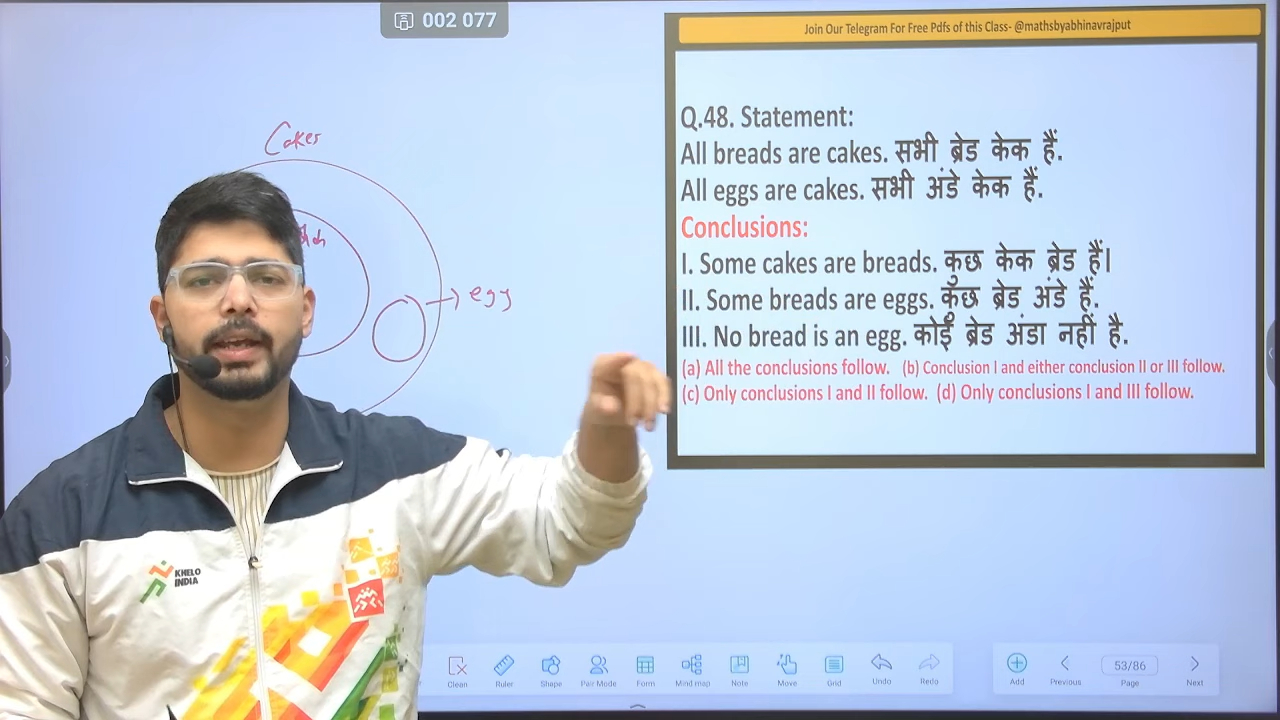 002 077
Join Our Telegram For Free Pdfs of this Class- @mathsbyabhinavrajput
Q.48. Statement:
All breads are cakes. सभी ब्रेड केक हैं.
All eggs are cakes. सभी अंडे केक हैं.
Conclusions:
I. Some cakes are breads. कुछ केक ब्रेड हैं।
II. Some breads are eggs. कुछ ब्रेड अंडे हैं.
III. No bread is an egg. कोई ब्रेड अंडा नहीं है.
(a) All the conclusions follow. (b) Conclusion I and either conclusion II or III follow.
(c) Only conclusions I and II follow. (d) Only conclusions I and III follow.
Cakes
egg
KHELO
INDIA
Clean Ruler Shape Pair Mode Form Mind map Note Move Grid Undo Redo
Add Previous 53/86 Page Next